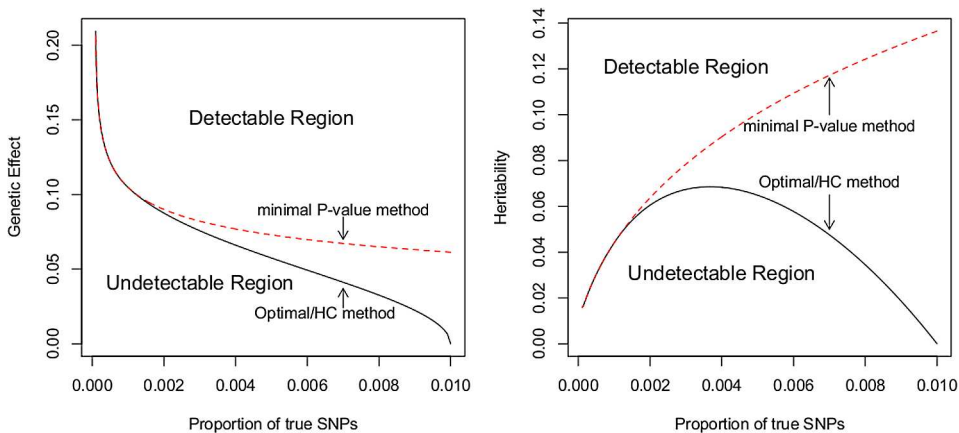 0.00 0.05 0.10 0.15 0.20
Genetic Effect
Detectable Region
minimal P-value method
Undetectable Region
Optimal/HC method
0.000 0.002 0.004 0.006 0.008 0.010
Proportion of true SNPs
0.00 0.02 0.04 0.06 0.08 0.10 0.12 0.14
Heritability
Detectable Region
minimal P-value method
Optimal/HC method
Undetectable Region
0.000 0.002 0.004 0.006 0.008 0.010
Proportion of true SNPs